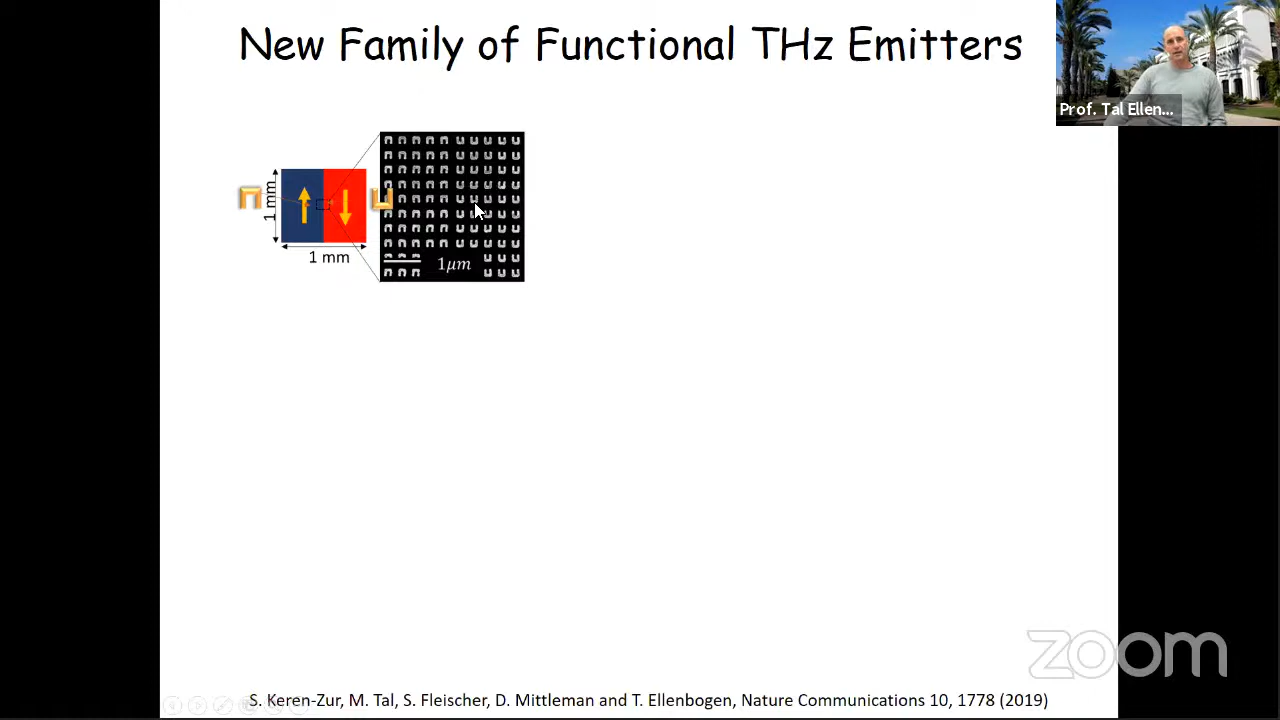 New Family of Functional THz Emitters
Prof. Tal Ellen...
1 mm
1 mm
1μm
zoom
S. Keren-Zur, M. Tal, S. Fleischer, D. Mittleman and T. Ellenbogen, Nature Communications 10, 1778 (2019)